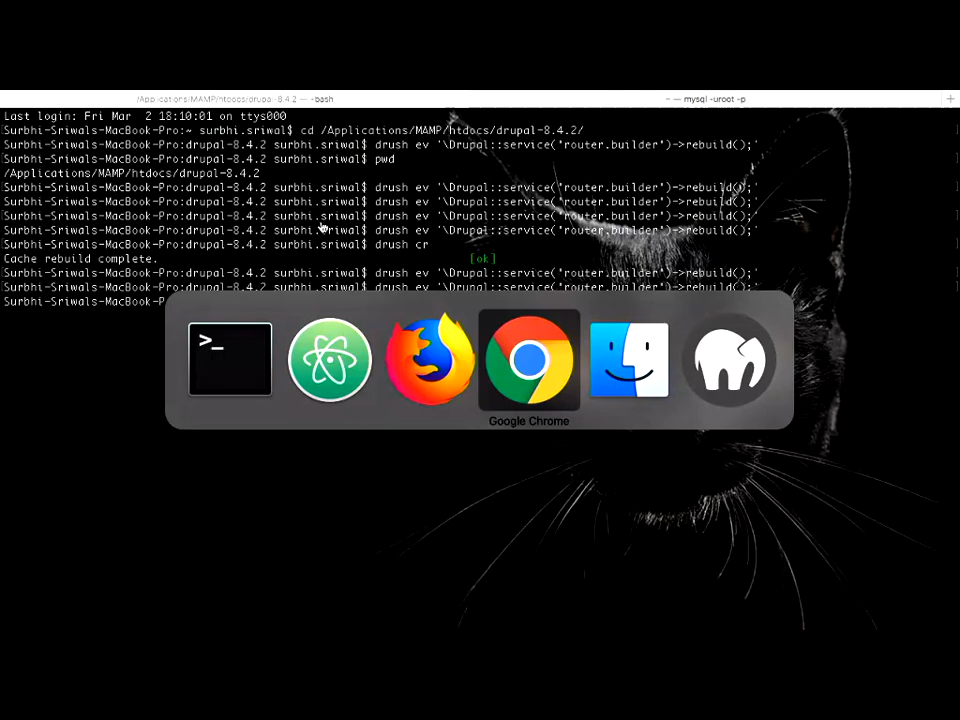 /Applications/MAMP/htdocs/drupal-8.4.2 — -bash
~ — mysql -uroot -p
+
Last login: Fri Mar  2 18:10:01 on ttys000
[Surbhi-Sriwals-MacBook-Pro:~ surbhi.sriwal$ cd /Applications/MAMP/htdocs/drupal-8.4.2/
[Surbhi-Sriwals-MacBook-Pro:drupal-8.4.2 surbhi.sriwal$ drush ev '\Drupal::service('router.builder')->rebuild();'
[Surbhi-Sriwals-MacBook-Pro:drupal-8.4.2 surbhi.sriwal$ pwd
/Applications/MAMP/htdocs/drupal-8.4.2
[Surbhi-Sriwals-MacBook-Pro:drupal-8.4.2 surbhi.sriwal$ drush ev '\Drupal::service('router.builder')->rebuild();'
[Surbhi-Sriwals-MacBook-Pro:drupal-8.4.2 surbhi.sriwal$ drush ev '\Drupal::service('router.builder')->rebuild();'
[Surbhi-Sriwals-MacBook-Pro:drupal-8.4.2 surbhi.sriwal$ drush ev '\Drupal::service('router.builder')->rebuild();'
[Surbhi-Sriwals-MacBook-Pro:drupal-8.4.2 surbhi.sriwal$ drush ev '\Drupal::service('router.builder')->rebuild();'
[Surbhi-Sriwals-MacBook-Pro:drupal-8.4.2 surbhi.sriwal$ drush cr
Cache rebuild complete. [ok]
[Surbhi-Sriwals-MacBook-Pro:drupal-8.4.2 surbhi.sriwal$ drush ev '\Drupal::service('router.builder')->rebuild();'
[Surbhi-Sriwals-MacBook-Pro:drupal-8.4.2 surbhi.sriwal$ drush ev '\Drupal::service('router.builder')->rebuild();'
Surbhi-Sriwals-MacBook-P
>_
Google Chrome